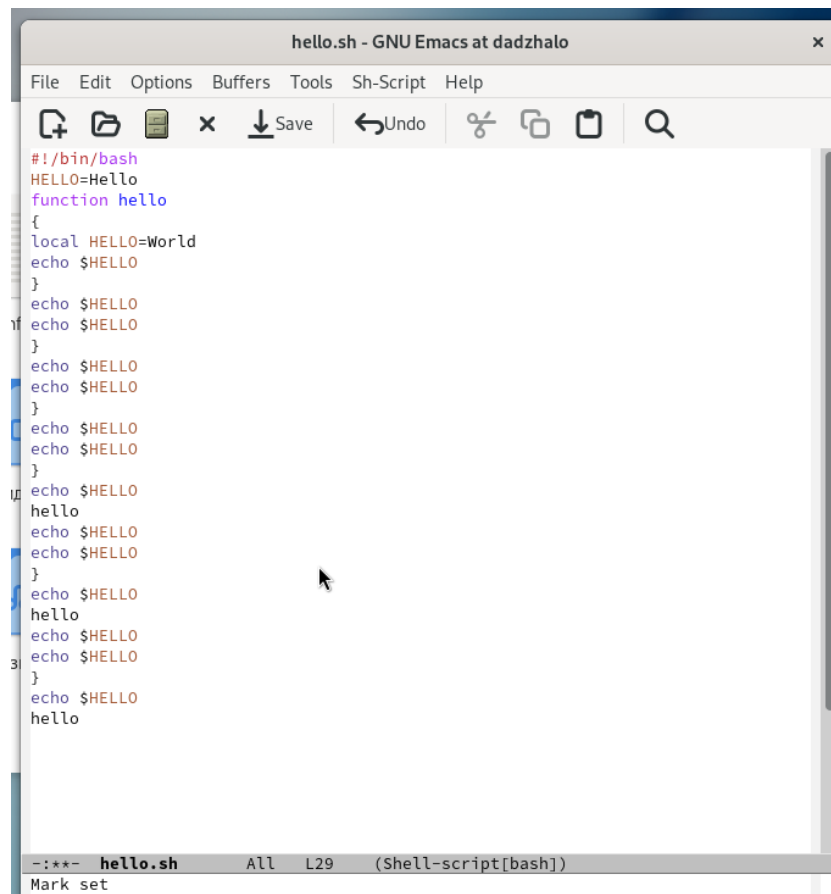 hello.sh - GNU Emacs at dadzhalo
File Edit Options Buffers Tools Sh-Script Help
Save Undo
#!/bin/bash
HELLO=Hello
function hello
{
local HELLO=World
echo $HELLO
}
echo $HELLO
echo $HELLO
}
echo $HELLO
echo $HELLO
}
echo $HELLO
echo $HELLO
}
echo $HELLO
hello
echo $HELLO
echo $HELLO
}
echo $HELLO
hello
echo $HELLO
echo $HELLO
}
echo $HELLO
hello
-:**- hello.sh All L29 (Shell-script[bash])
Mark set